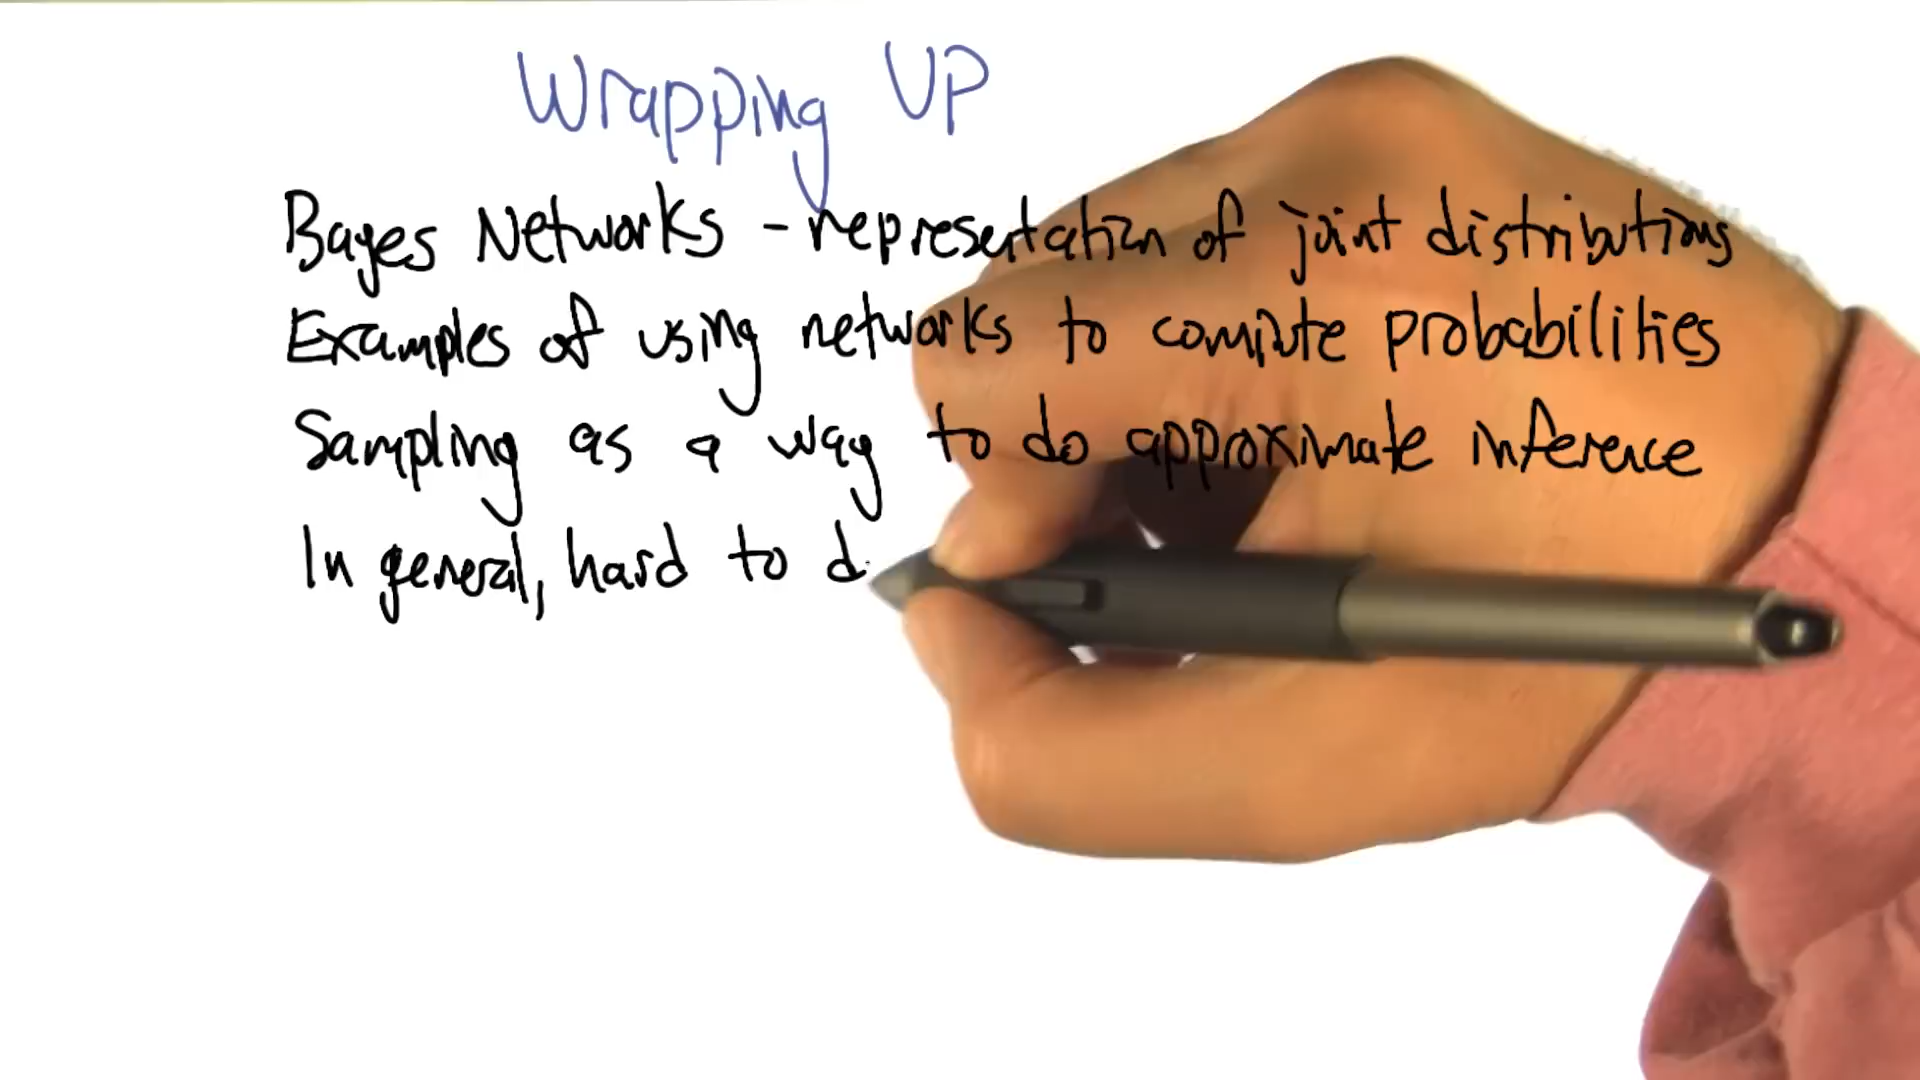 Wrapping UP
Bayes Networks - representation of joint distributions
Examples of using networks to compute probabilities
Sampling as a way to do approximate inference
In general, hard to d